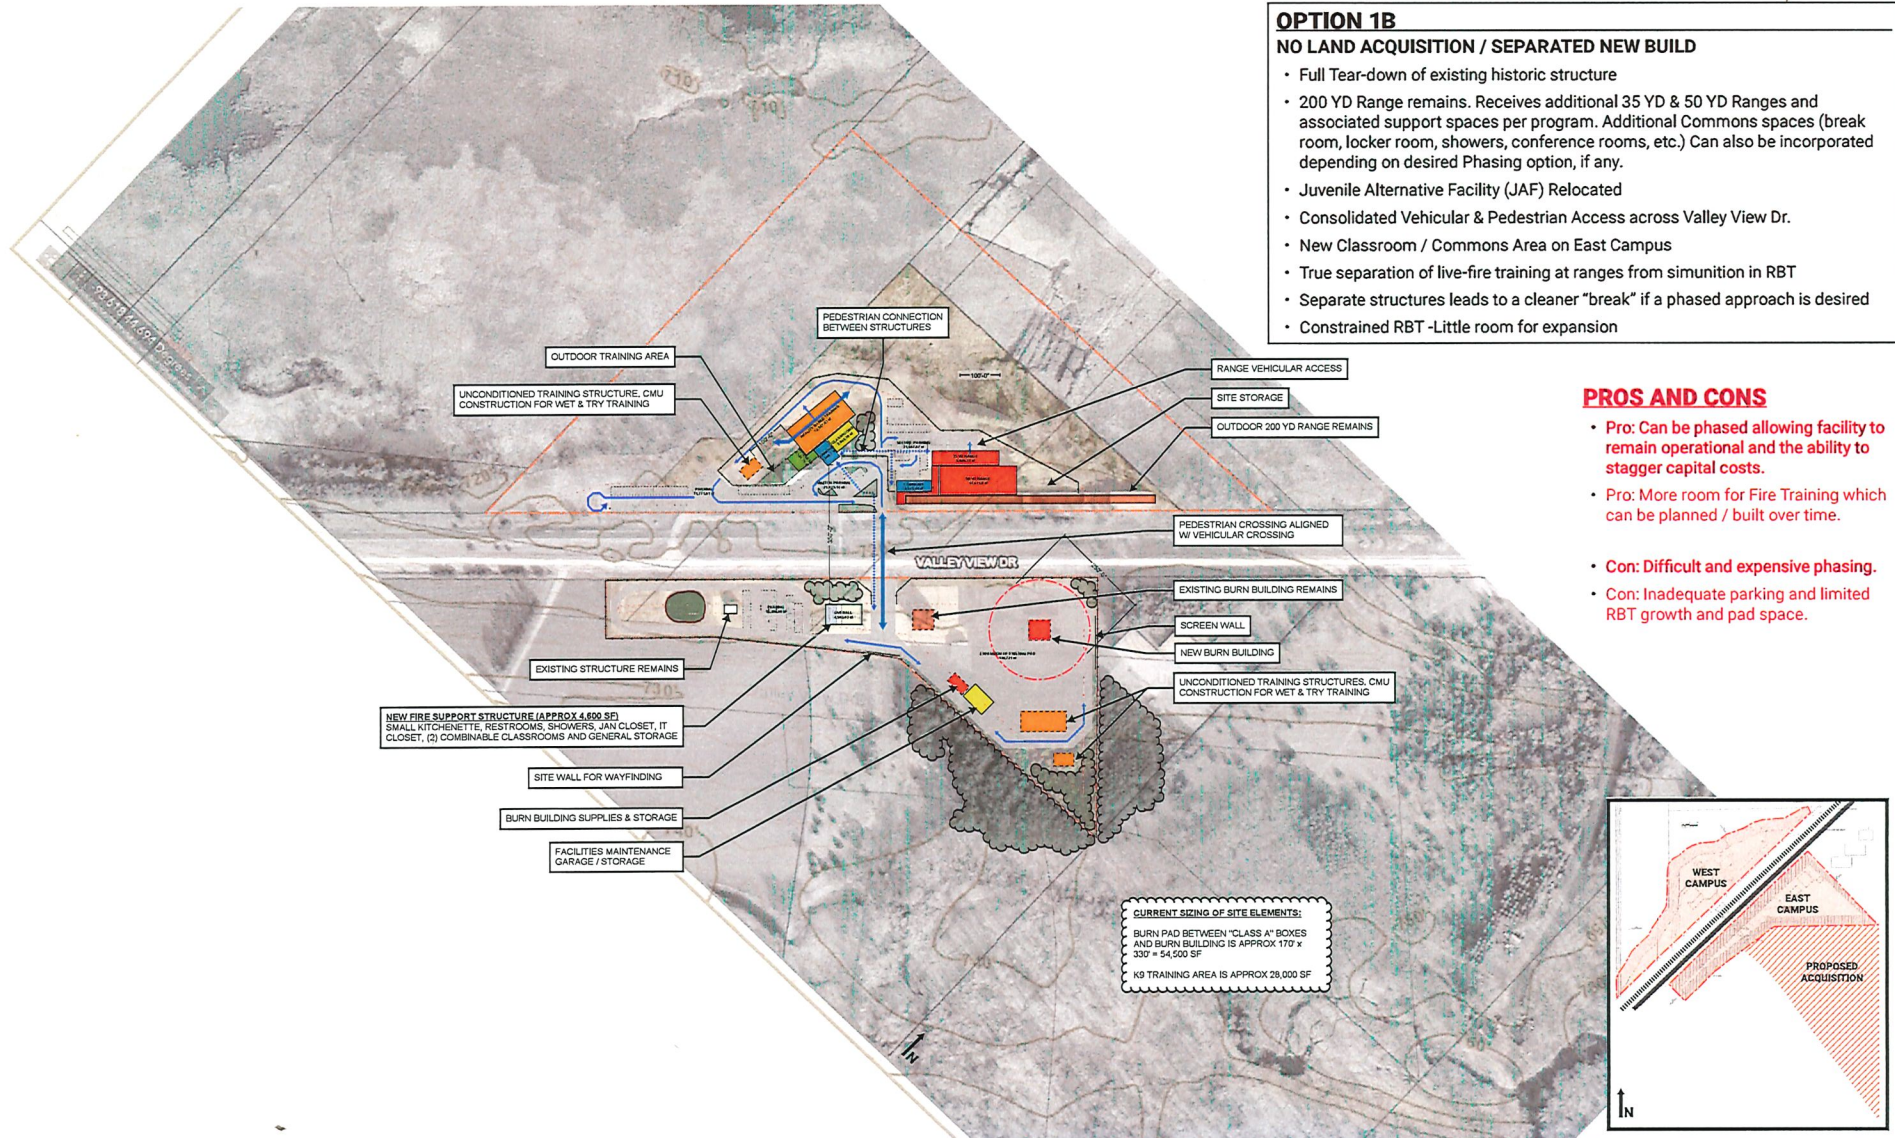 OPTION 1B
NO LAND ACQUISITION / SEPARATED NEW BUILD
• Full Tear-down of existing historic structure
• 200 YD Range remains. Receives additional 35 YD & 50 YD Ranges and
associated support spaces per program. Additional Commons spaces (break
room, locker room, showers, conference rooms, etc.) Can also be incorporated
depending on desired Phasing option, if any.
• Juvenile Alternative Facility (JAF) Relocated
• Consolidated Vehicular & Pedestrian Access across Valley View Dr.
• New Classroom / Commons Area on East Campus
• True separation of live-fire training at ranges from simunition in RBT
• Separate structures leads to a cleaner “break” if a phased approach is desired
• Constrained RBT -Little room for expansion
PROS AND CONS
• Pro: Can be phased allowing facility to
remain operational and the ability to
stagger capital costs.
• Pro: More room for Fire Training which
can be planned / built over time.
• Con: Difficult and expensive phasing.
• Con: Inadequate parking and limited
RBT growth and pad space.
710
710
PEDESTRIAN CONNECTION
BETWEEN STRUCTURES
OUTDOOR TRAINING AREA
UNCONDITIONED TRAINING STRUCTURE, CMU
CONSTRUCTION FOR WET & TRY TRAINING
100'-0"
RANGE VEHICULAR ACCESS
SITE STORAGE
OUTDOOR 200 YD RANGE REMAINS
PEDESTRIAN CROSSING ALIGNED
W/ VEHICULAR CROSSING
VALLEY VIEW DR
EXISTING BURN BUILDING REMAINS
SCREEN WALL
NEW BURN BUILDING
UNCONDITIONED TRAINING STRUCTURES, CMU
CONSTRUCTION FOR WET & TRY TRAINING
EXISTING STRUCTURE REMAINS
NEW FIRE SUPPORT STRUCTURE (APPROX 4,600 SF)
SMALL KITCHENETTE, RESTROOMS, SHOWERS, JAN CLOSET, IT
CLOSET, (2) COMBINABLE CLASSROOMS AND GENERAL STORAGE
SITE WALL FOR WAYFINDING
BURN BUILDING SUPPLIES & STORAGE
FACILITIES MAINTENANCE
GARAGE / STORAGE
CURRENT SIZING OF SITE ELEMENTS:
BURN PAD BETWEEN "CLASS A" BOXES
AND BURN BUILDING IS APPROX 170' x
330' = 54,500 SF
K9 TRAINING AREA IS APPROX 28,000 SF
N
WEST
CAMPUS
EAST
CAMPUS
PROPOSED
ACQUISITION
N